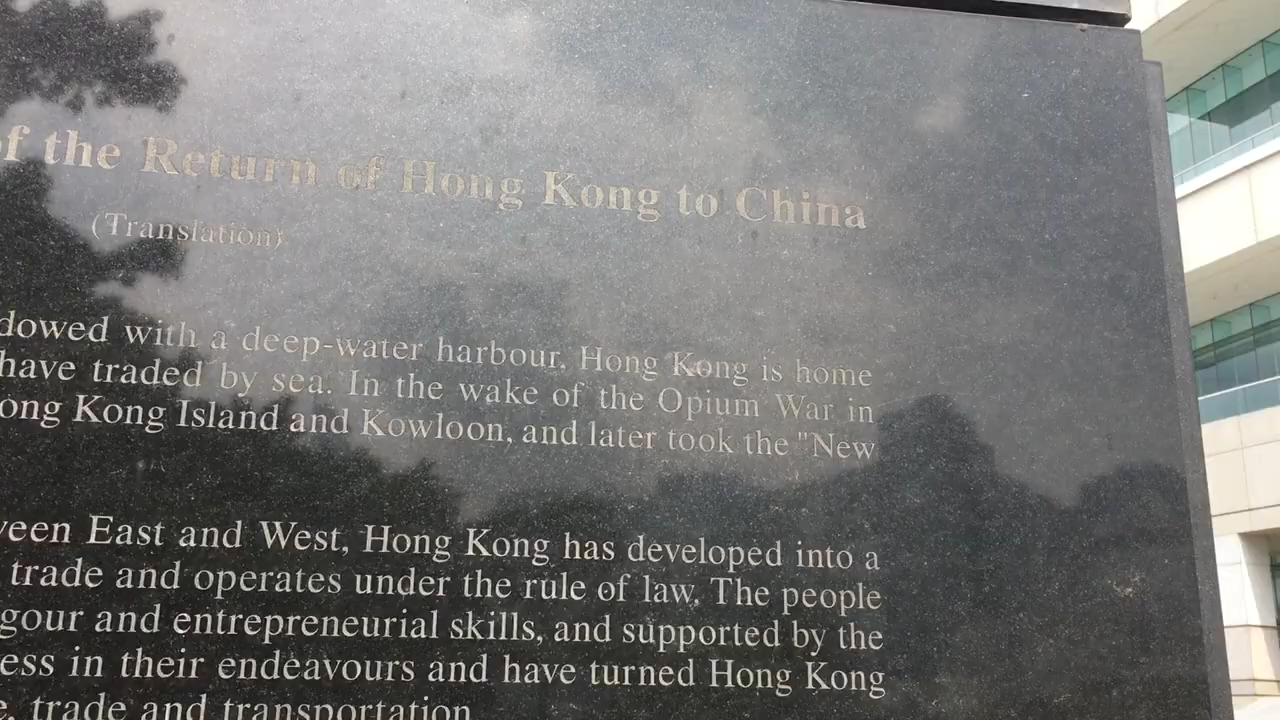 of the Return of Hong Kong to China
(Translation)
dowed with a deep-water harbour, Hong Kong is home
have traded by sea. In the wake of the Opium War in
ong Kong Island and Kowloon, and later took the "New
ween East and West, Hong Kong has developed into a
trade and operates under the rule of law. The people
gour and entrepreneurial skills, and supported by the
ess in their endeavours and have turned Hong Kong
e, trade and transportation.